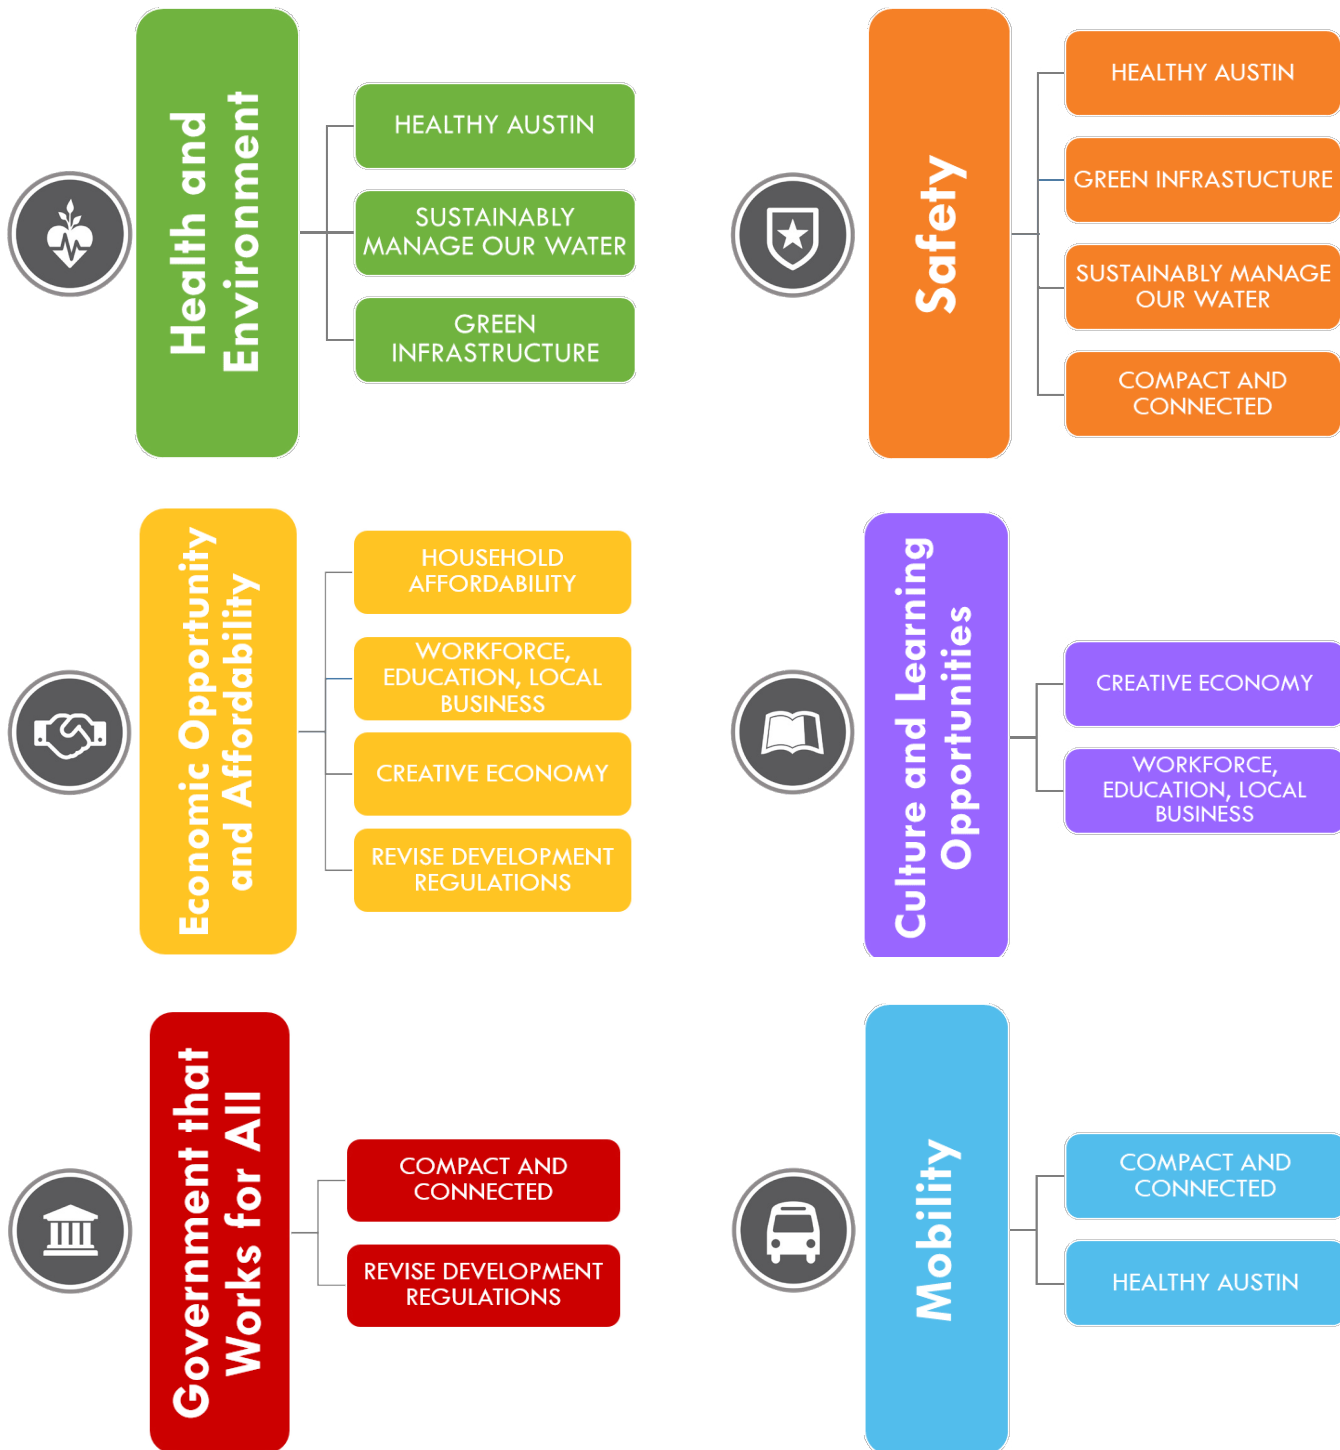 Health and
Environment
HEALTHY AUSTIN
SUSTAINABLY
MANAGE OUR WATER
GREEN
INFRASTRUCTURE
Safety
HEALTHY AUSTIN
GREEN INFRASTUCTURE
SUSTAINABLY MANAGE
OUR WATER
COMPACT AND
CONNECTED
Economic Opportunity
and Affordability
HOUSEHOLD
AFFORDABILITY
WORKFORCE,
EDUCATION, LOCAL
BUSINESS
CREATIVE ECONOMY
REVISE DEVELOPMENT
REGULATIONS
Culture and Learning
Opportunities
CREATIVE ECONOMY
WORKFORCE,
EDUCATION, LOCAL
BUSINESS
Government that
Works for All
COMPACT AND
CONNECTED
REVISE DEVELOPMENT
REGULATIONS
Mobility
COMPACT AND
CONNECTED
HEALTHY AUSTIN